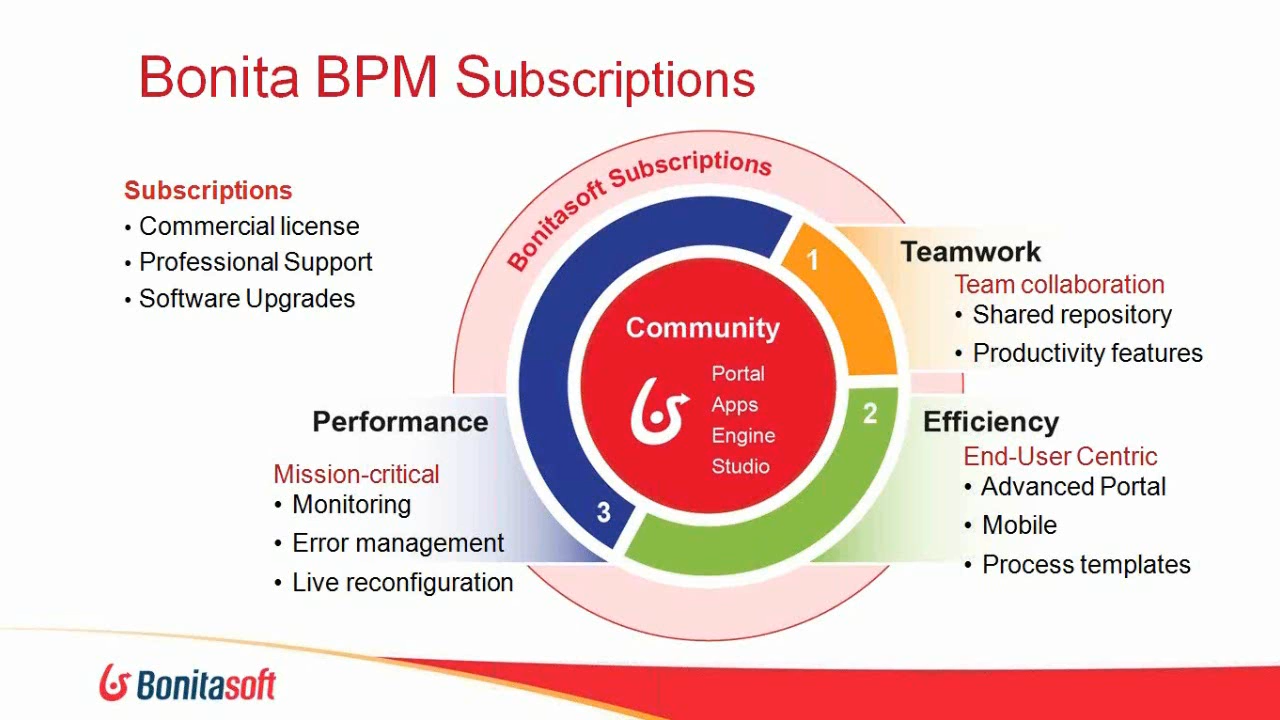 Bonita BPM Subscriptions
Subscriptions
• Commercial license
• Professional Support
• Software Upgrades
Bonitasoft Subscriptions
1
Teamwork
Team collaboration
• Shared repository
• Productivity features
Community
Portal
Apps
Engine
Studio
2
Efficiency
End-User Centric
• Advanced Portal
• Mobile
• Process templates
Performance
Mission-critical
• Monitoring
• Error management
• Live reconfiguration
3
Bonitasoft